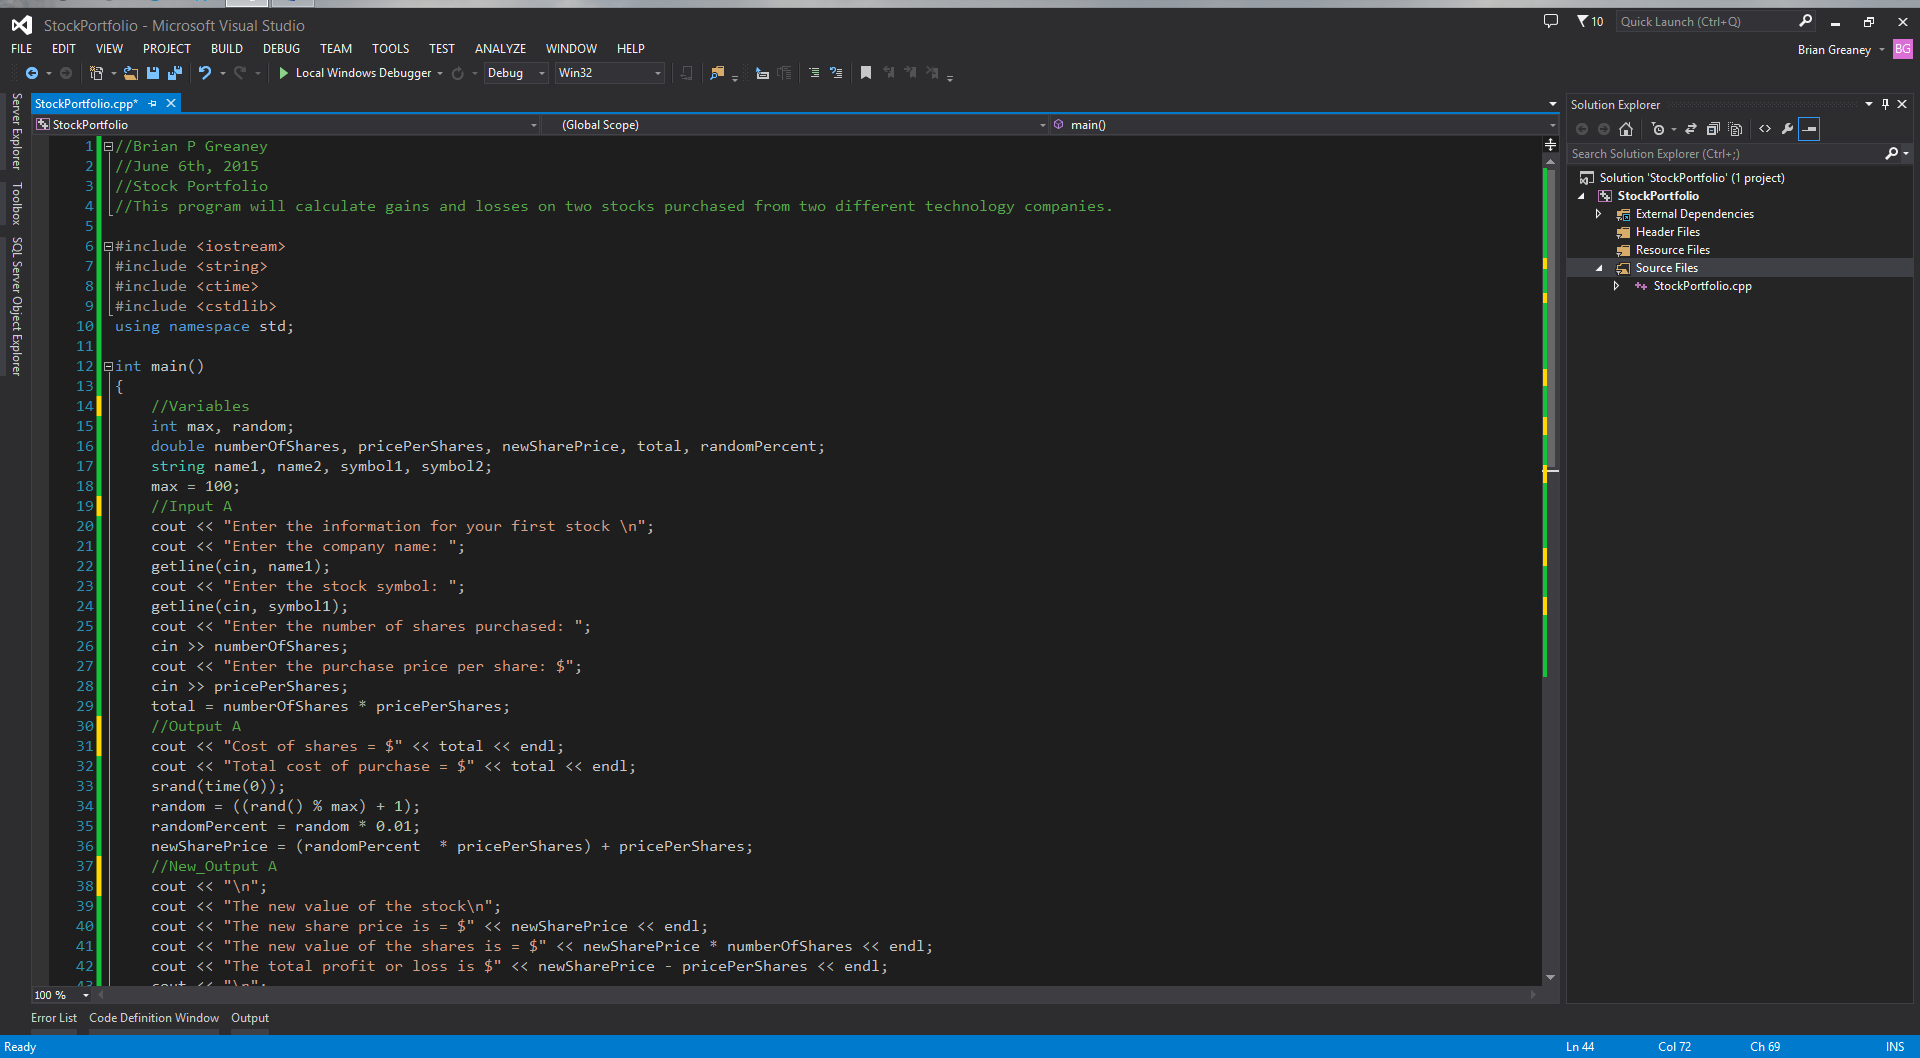 StockPortfolio - Microsoft Visual Studio
10
Quick Launch (Ctrl+Q)
FILE EDIT VIEW PROJECT BUILD DEBUG TEAM TOOLS TEST ANALYZE WINDOW HELP
Brian Greaney
BG
Local Windows Debugger
Debug
Win32
Server Explorer
Toolbox
SQL Server Object Explorer
StockPortfolio.cpp*
StockPortfolio
(Global Scope)
main()
1 //Brian P Greaney
2 //June 6th, 2015
3 //Stock Portfolio
4 //This program will calculate gains and losses on two stocks purchased from two different technology companies.
5
6 #include <iostream>
7 #include <string>
8 #include <ctime>
9 #include <cstdlib>
10 using namespace std;
11
12 int main()
13 {
14 //Variables
15 int max, random;
16 double numberOfShares, pricePerShares, newSharePrice, total, randomPercent;
17 string name1, name2, symbol1, symbol2;
18 max = 100;
19 //Input A
20 cout << "Enter the information for your first stock \n";
21 cout << "Enter the company name: ";
22 getline(cin, name1);
23 cout << "Enter the stock symbol: ";
24 getline(cin, symbol1);
25 cout << "Enter the number of shares purchased: ";
26 cin >> numberOfShares;
27 cout << "Enter the purchase price per share: $";
28 cin >> pricePerShares;
29 total = numberOfShares * pricePerShares;
30 //Output A
31 cout << "Cost of shares = $" << total << endl;
32 cout << "Total cost of purchase = $" << total << endl;
33 srand(time(0));
34 random = ((rand() % max) + 1);
35 randomPercent = random * 0.01;
36 newSharePrice = (randomPercent  * pricePerShares) + pricePerShares;
37 //New_Output A
38 cout << "\n";
39 cout << "The new value of the stock\n";
40 cout << "The new share price is = $" << newSharePrice << endl;
41 cout << "The new value of the shares is = $" << newSharePrice * numberOfShares << endl;
42 cout << "The total profit or loss is $" << newSharePrice - pricePerShares << endl;
43 cout << "\n";
100 %
Solution Explorer
Search Solution Explorer (Ctrl+;)
Solution 'StockPortfolio' (1 project)
StockPortfolio
External Dependencies
Header Files
Resource Files
Source Files
StockPortfolio.cpp
Error List Code Definition Window Output
Ready
Ln 44 Col 72 Ch 69 INS